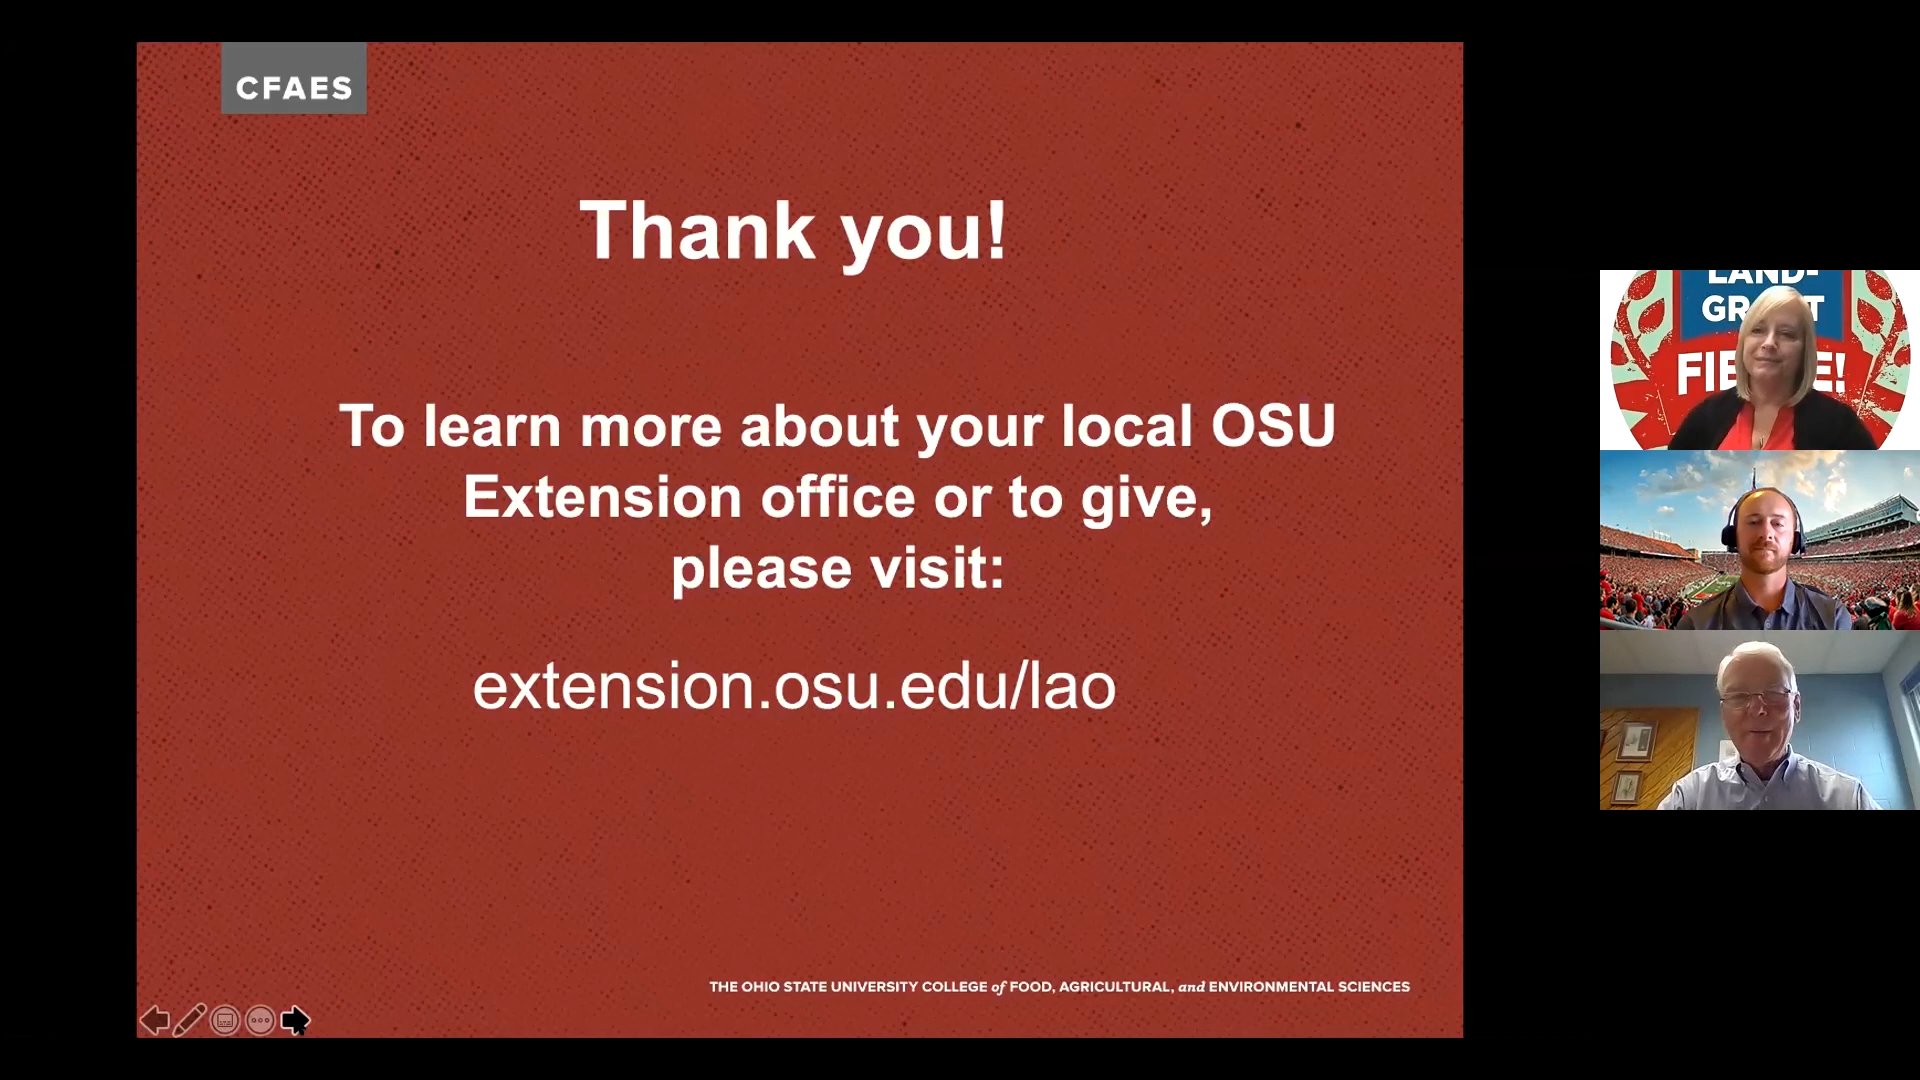 CFAES
Thank you!
To learn more about your local OSU
Extension office or to give,
please visit:
extension.osu.edu/lao
THE OHIO STATE UNIVERSITY COLLEGE of FOOD, AGRICULTURAL, and ENVIRONMENTAL SCIENCES
LAND-